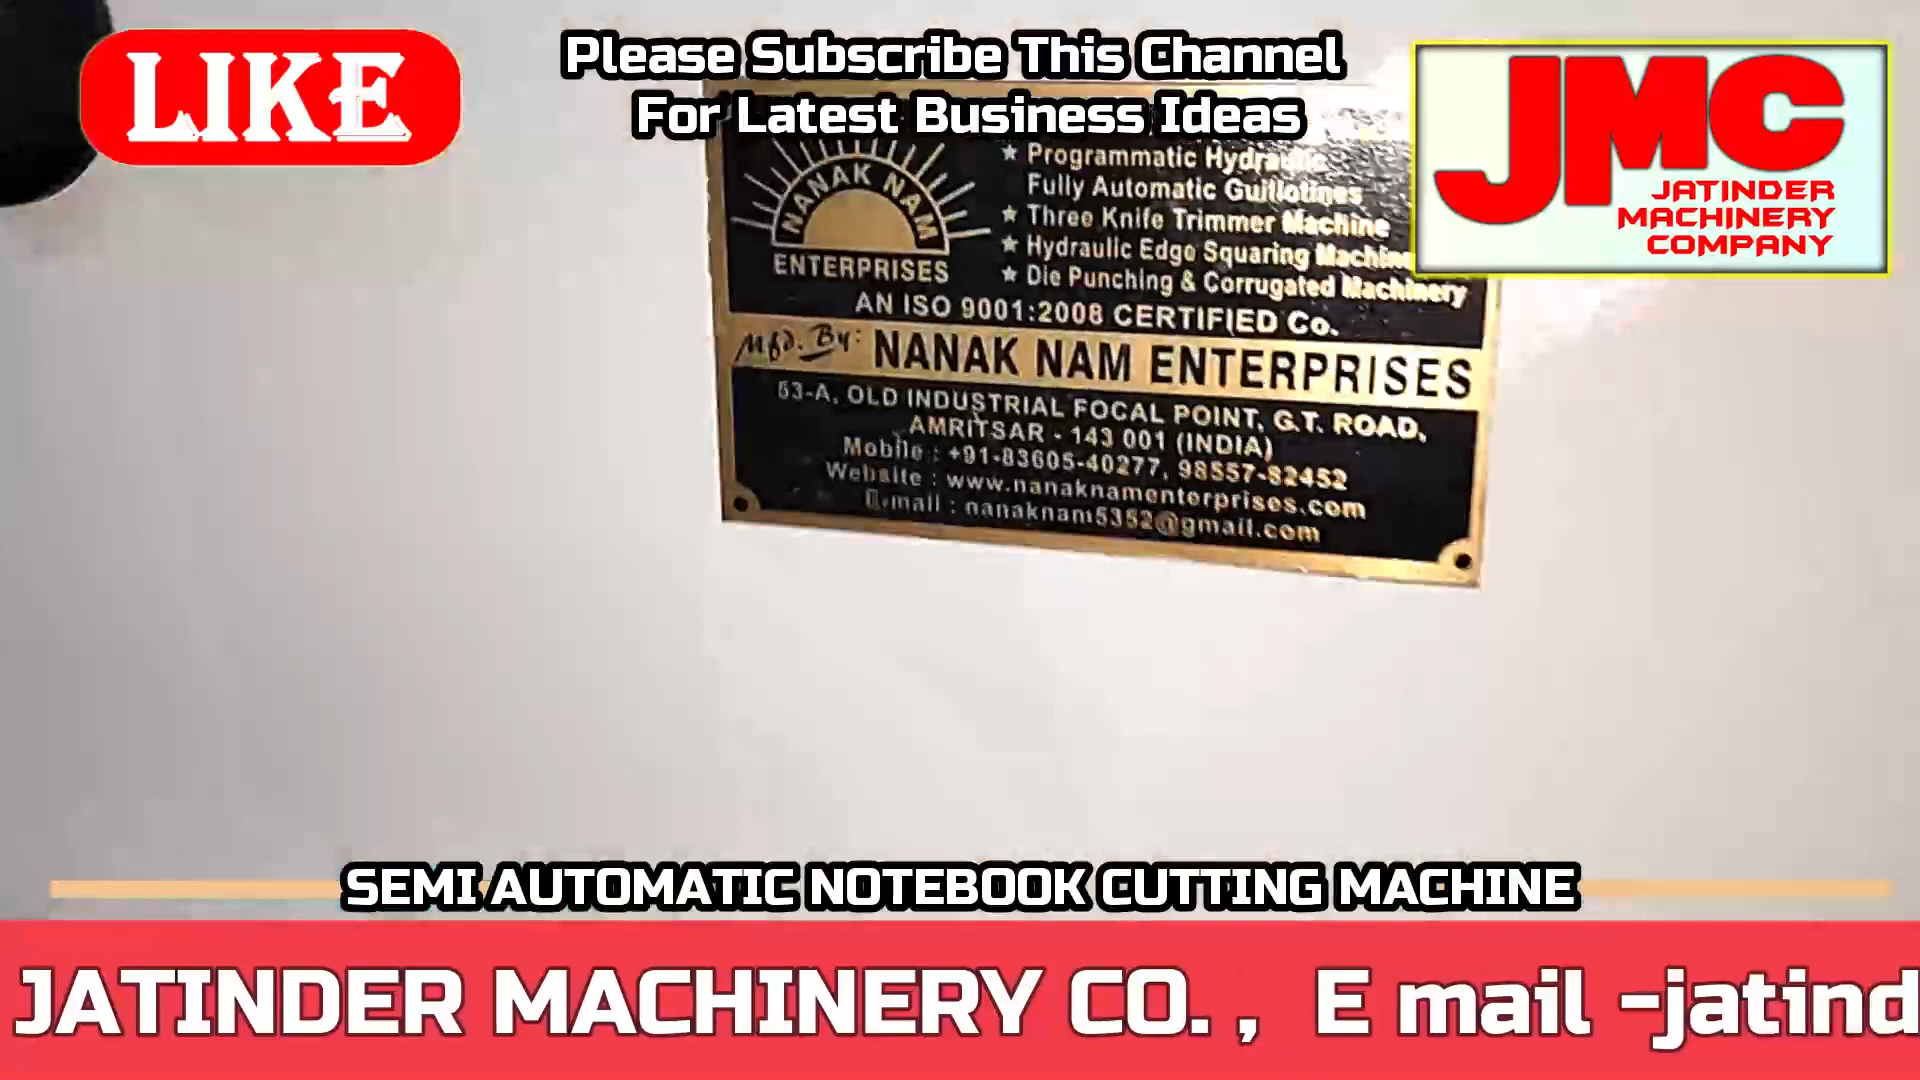 LIKE
Please Subscribe This Channel
For Latest Business Ideas
JMC
JATINDER
MACHINERY
COMPANY
NANAK NAM
ENTERPRISES
★ Programmatic Hydraulic
Fully Automatic Guillotines
★ Three Knife Trimmer Machine
★ Hydraulic Edge Squaring Machine
★ Die Punching & Corrugated Machinery
AN ISO 9001:2008 CERTIFIED Co.
Mfd. By: NANAK NAM ENTERPRISES
53-A, OLD INDUSTRIAL FOCAL POINT, G.T. ROAD,
AMRITSAR - 143 001 (INDIA)
Mobile : +91-83605-40277, 98557-82452
Website : www.nanaknamenterprises.com
E-mail : nanaknam5352@gmail.com
SEMI AUTOMATIC NOTEBOOK CUTTING MACHINE
JATINDER MACHINERY CO. , E mail -jatind